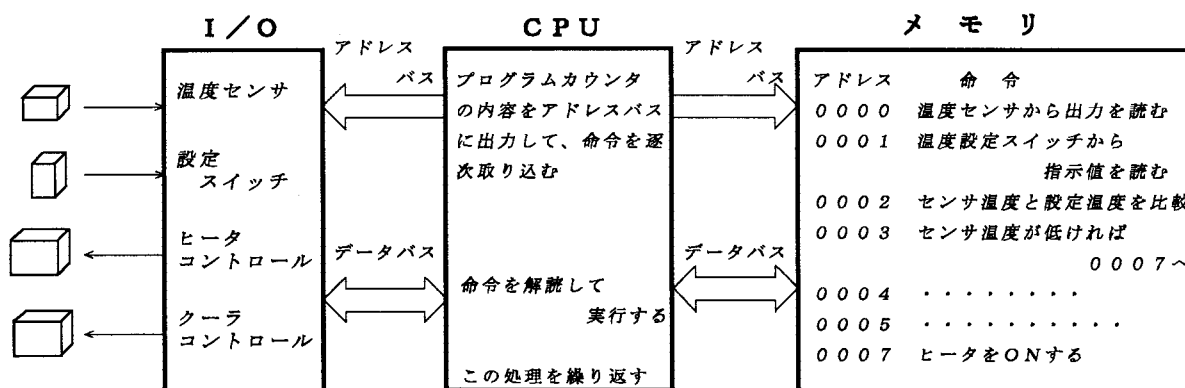 I/O
CPU
メモリ
アドレス
バス
アドレス
バス
温度センサ
設定
スイッチ
ヒータ
コントロール
クーラ
コントロール
データバス
プログラムカウンタ
の内容をアドレスバス
に出力して、命令を逐
次取り込む
命令を解読して
実行する
この処理を繰り返す
データバス
アドレス 命令
0000 温度センサから出力を読む
0001 温度設定スイッチから
指示値を読む
0002 センサ温度と設定温度を比較
0003 センサ温度が低ければ
0007へ
0004 ・・・・・・・・
0005 ・・・・・・・・・・
0007 ヒータをONする